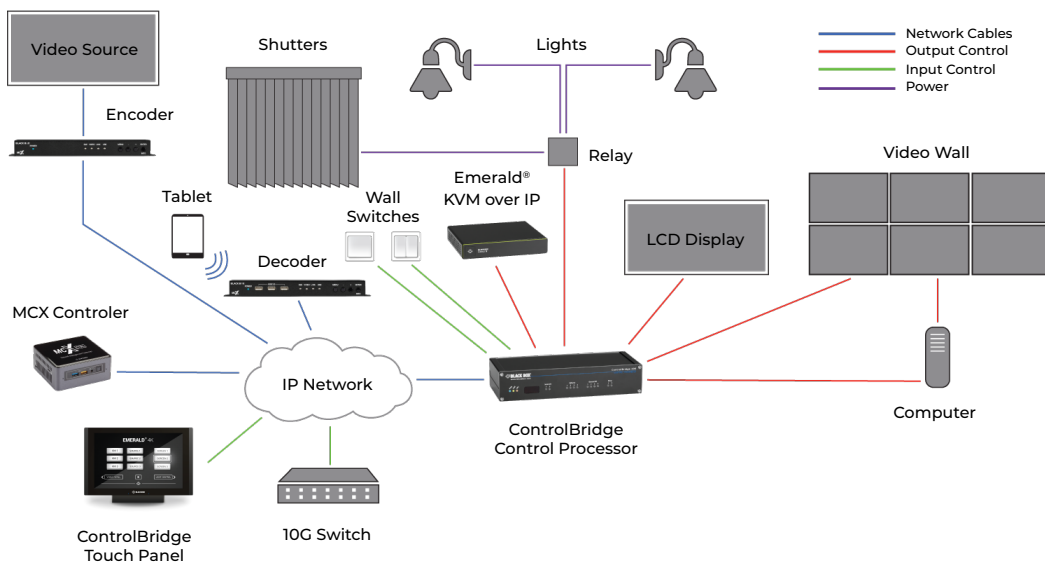 Video Source
Shutters
Lights
Network Cables
Output Control
Input Control
Power
Encoder
Relay
Video Wall
Emerald®
KVM over IP
Tablet
Wall
Switches
LCD Display
Decoder
MCX Controler
MCX
IP Network
BLACK BOX
ControlBridge
Control Processor
Computer
EMERALD® 4K
10G Switch
ControlBridge
Touch Panel